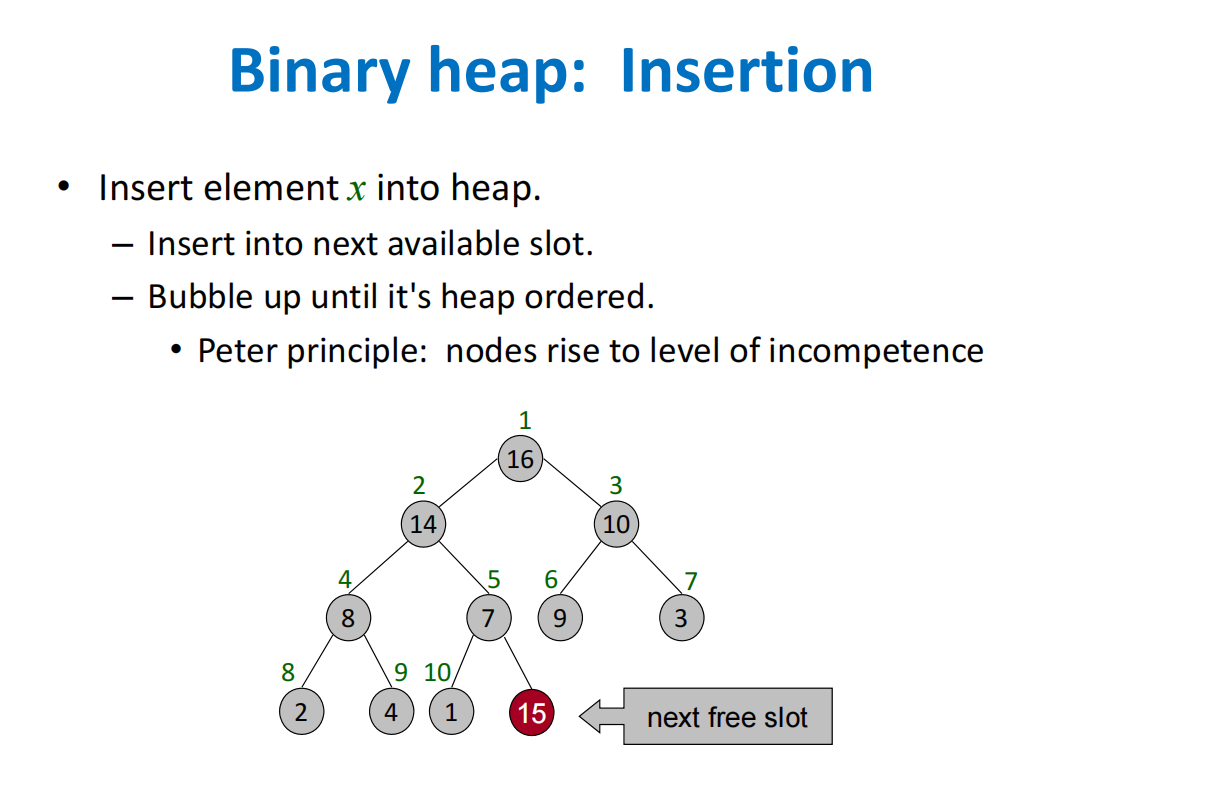 Binary heap: Insertion
• Insert element x into heap.
– Insert into next available slot.
– Bubble up until it's heap ordered.
• Peter principle: nodes rise to level of incompetence
1
16
2 3
14 10
4 5 6 7
8 7 9 3
8 9 10
2 4 1 15 next free slot